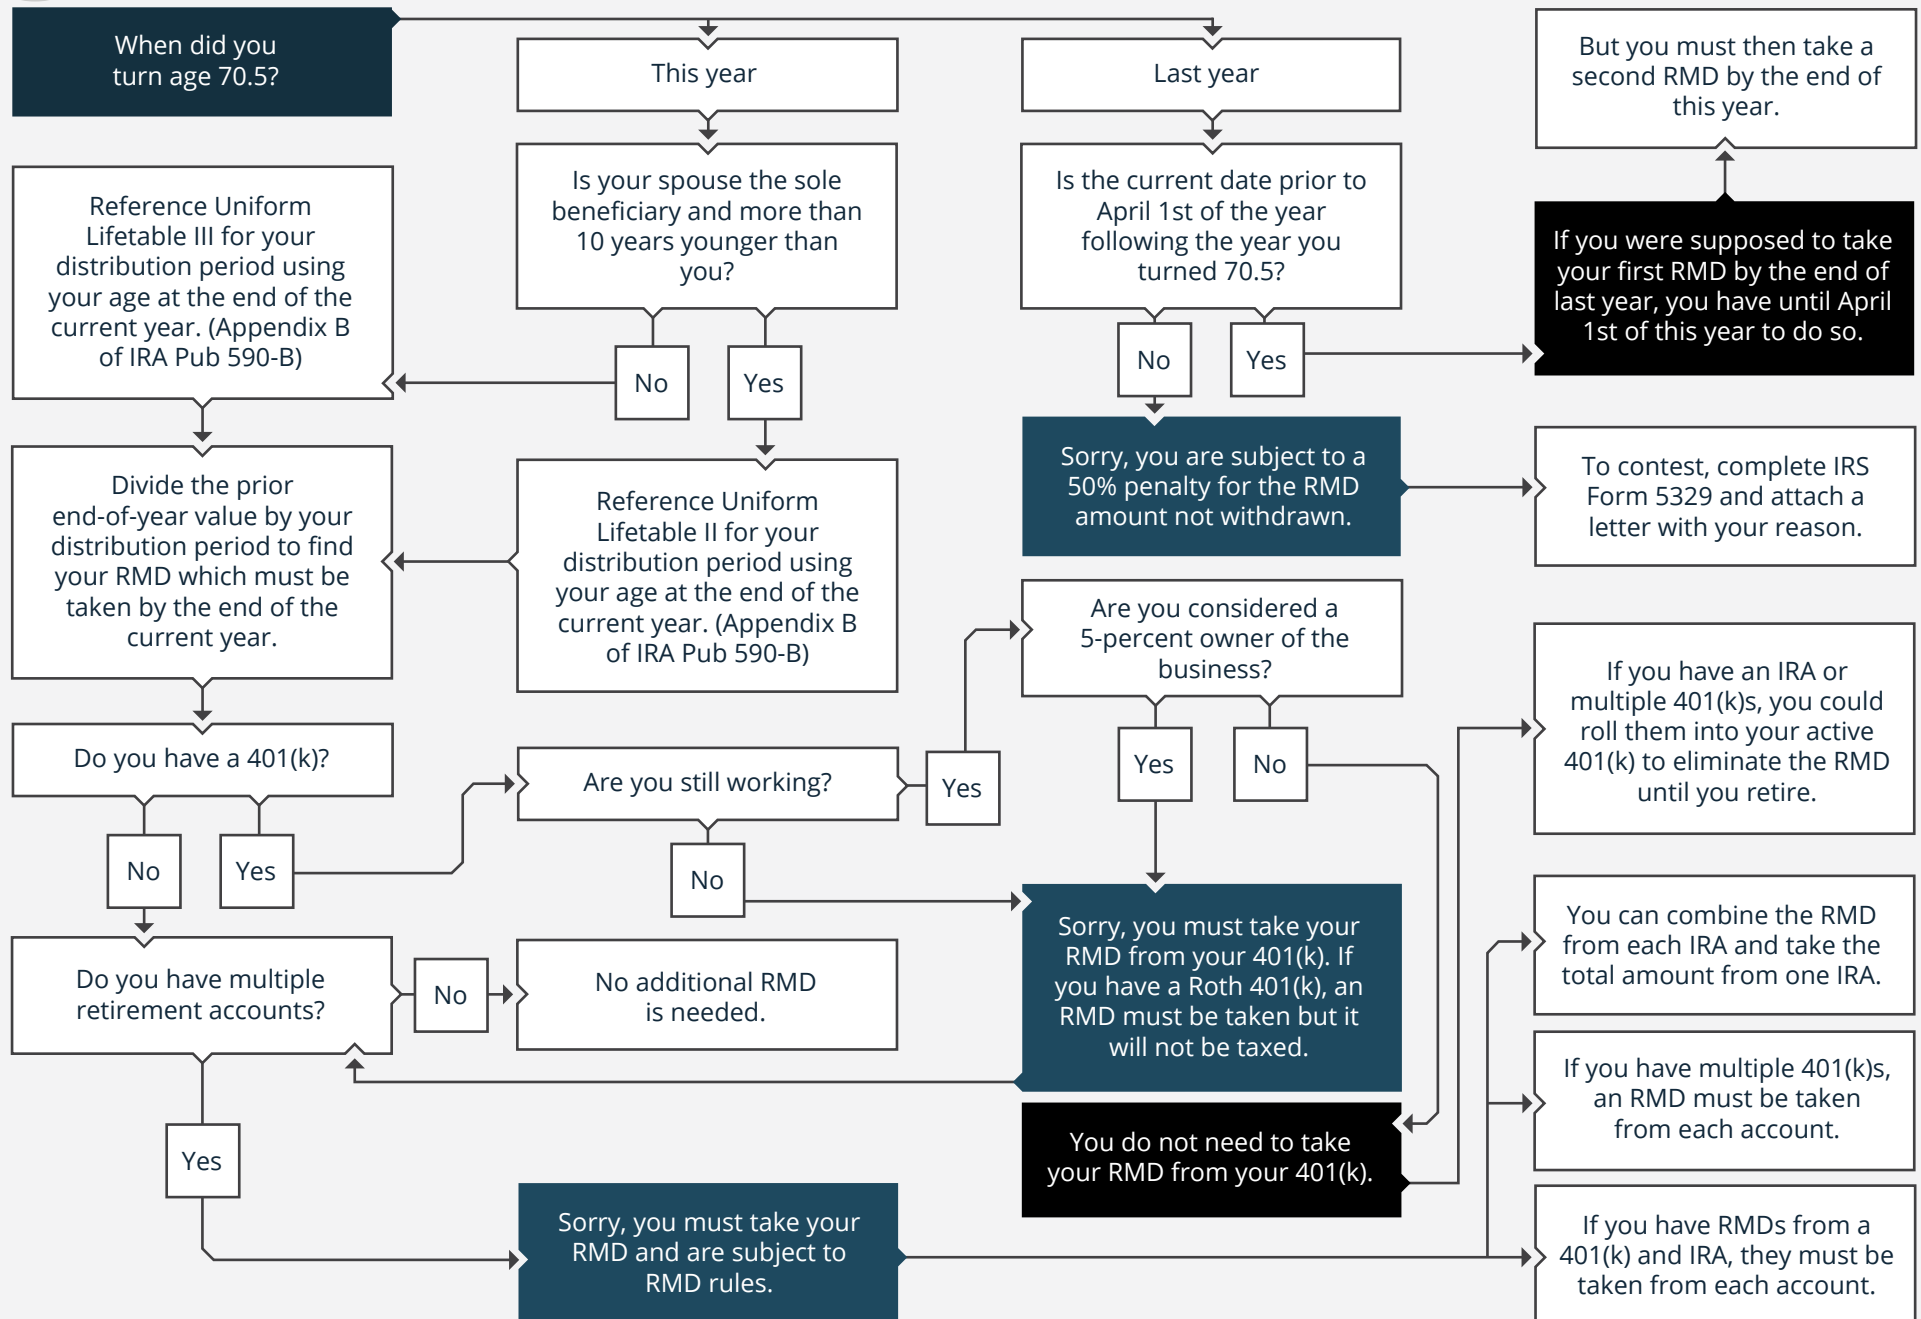 When did you
turn age 70.5?
This year
Last year
But you must then take a
second RMD by the end of
this year.
Reference Uniform
Lifetable III for your
distribution period using
your age at the end of the
current year. (Appendix B
of IRA Pub 590-B)
Is your spouse the sole
beneficiary and more than
10 years younger than
you?
Is the current date prior to
April 1st of the year
following the year you
turned 70.5?
If you were supposed to take
your first RMD by the end of
last year, you have until April
1st of this year to do so.
No
Yes
No
Yes
Divide the prior
end-of-year value by your
distribution period to find
your RMD which must be
taken by the end of the
current year.
Reference Uniform
Lifetable II for your
distribution period using
your age at the end of the
current year. (Appendix B
of IRA Pub 590-B)
Sorry, you are subject to a
50% penalty for the RMD
amount not withdrawn.
To contest, complete IRS
Form 5329 and attach a
letter with your reason.
Are you considered a
5-percent owner of the
business?
If you have an IRA or
multiple 401(k)s, you could
roll them into your active
401(k) to eliminate the RMD
until you retire.
Do you have a 401(k)?
Are you still working?
Yes
Yes
No
No
Yes
No
Do you have multiple
retirement accounts?
No
No additional RMD
is needed.
Sorry, you must take your
RMD from your 401(k). If
you have a Roth 401(k), an
RMD must be taken but it
will not be taxed.
You can combine the RMD
from each IRA and take the
total amount from one IRA.
If you have multiple 401(k)s,
an RMD must be taken
from each account.
Yes
You do not need to take
your RMD from your 401(k).
Sorry, you must take your
RMD and are subject to
RMD rules.
If you have RMDs from a
401(k) and IRA, they must be
taken from each account.